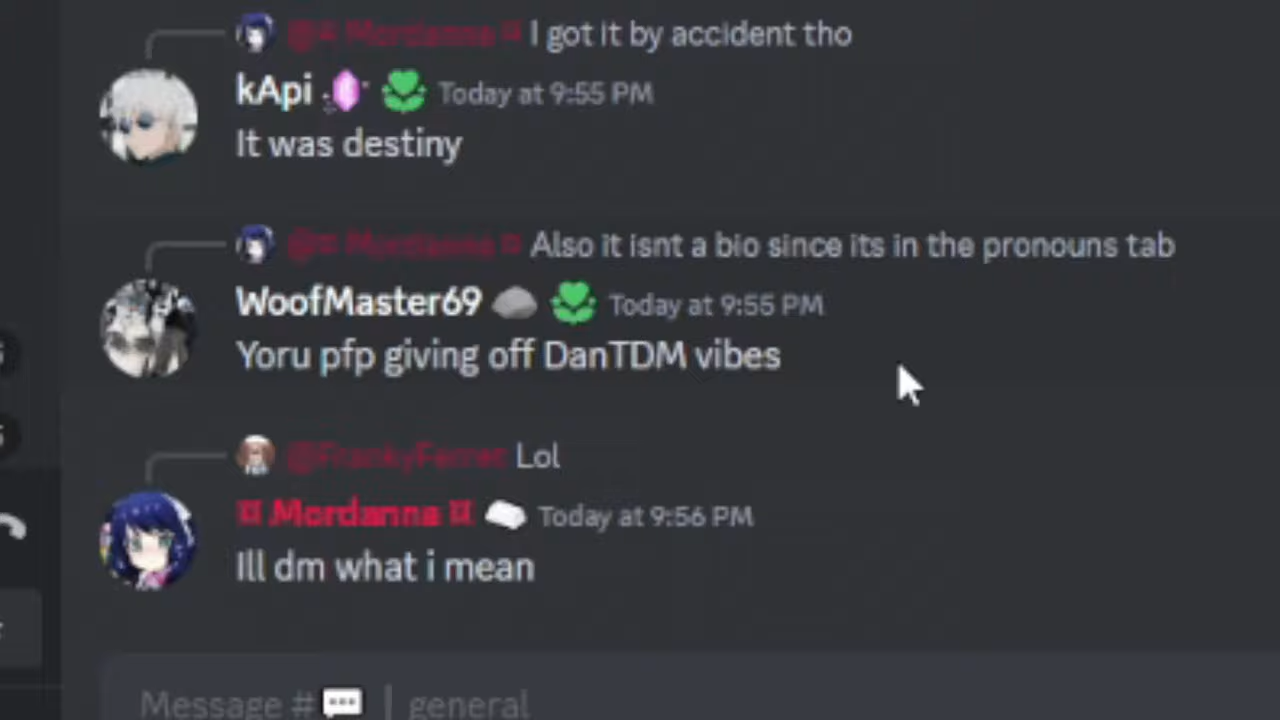 @¤ Mordanna ¤ I got it by accident tho
kApi Today at 9:55 PM
It was destiny
@¤ Mordanna ¤ Also it isnt a bio since its in the pronouns tab
WoofMaster69 Today at 9:55 PM
Yoru pfp giving off DanTDM vibes
@FrankyFerret Lol
¤ Mordanna ¤ Today at 9:56 PM
Ill dm what i mean
Message # | general